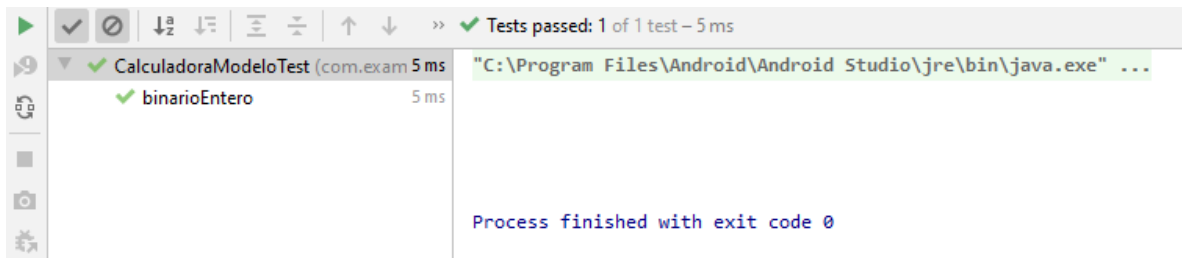 Tests passed: 1 of 1 test – 5 ms
CalculadoraModeloTest (com.exam 5 ms
binarioEntero 5 ms
"C:\Program Files\Android\Android Studio\jre\bin\java.exe" ...
Process finished with exit code 0